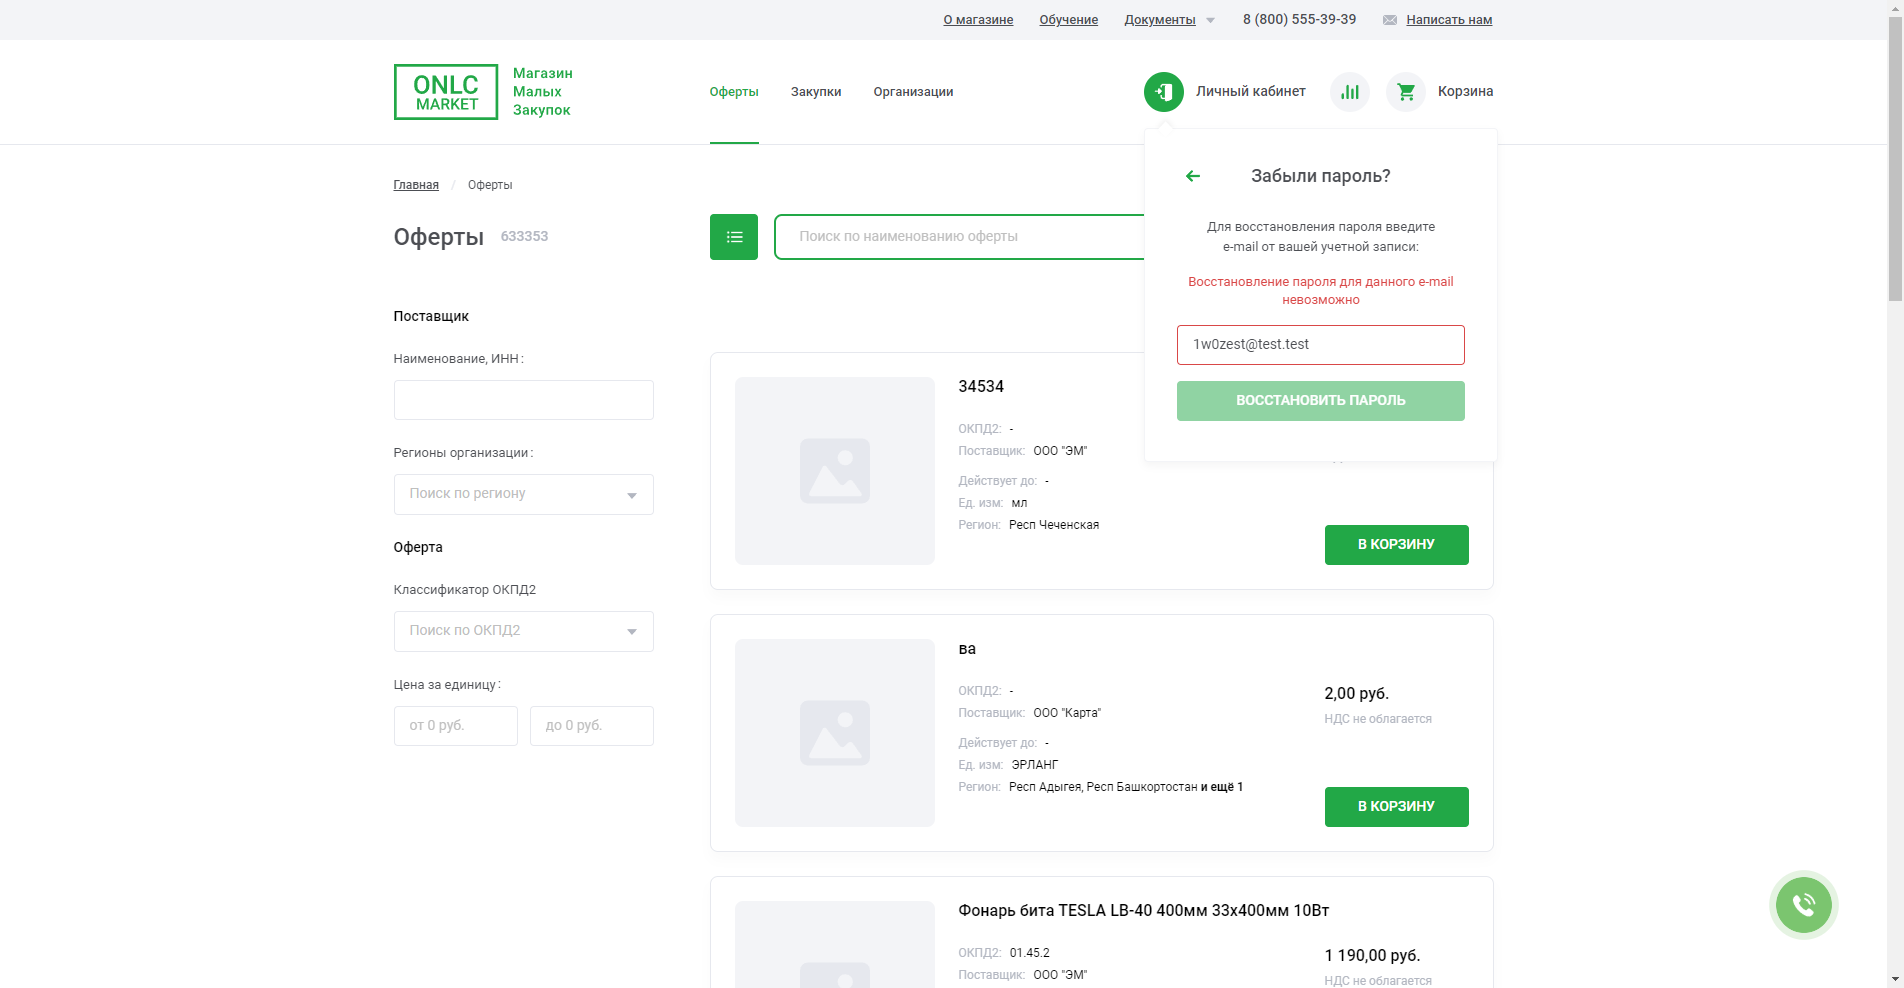 О магазине
Обучение
Документы
8 (800) 555-39-39
Написать нам
ONLC
MARKET
Магазин
Малых
Закупок
Оферты
Закупки
Организации
Личный кабинет
Корзина
Главная / Оферты
Оферты 633353
Поиск по наименованию оферты
Забыли пароль?
Для восстановления пароля введите
e-mail от вашей учетной записи:
Восстановление пароля для данного e-mail
невозможно
1w0zest@test.test
ВОССТАНОВИТЬ ПАРОЛЬ
Поставщик
Наименование, ИНН:
Регионы организации:
Поиск по региону
Оферта
Классификатор ОКПД2
Поиск по ОКПД2
Цена за единицу:
от 0 руб.
до 0 руб.
34534
ОКПД2: -
Поставщик: ООО "ЭМ"
Действует до: -
Ед. изм: мл
Регион: Респ Чеченская
В КОРЗИНУ
ва
ОКПД2: -
Поставщик: ООО "Карта"
Действует до: -
Ед. изм: ЭРЛАНГ
Регион: Респ Адыгея, Респ Башкортостан и ещё 1
2,00 руб.
НДС не облагается
В КОРЗИНУ
Фонарь бита TESLA LB-40 400мм 33х400мм 10Вт
ОКПД2: 01.45.2
Поставщик: ООО "ЭМ"
1 190,00 руб.
НДС не облагается